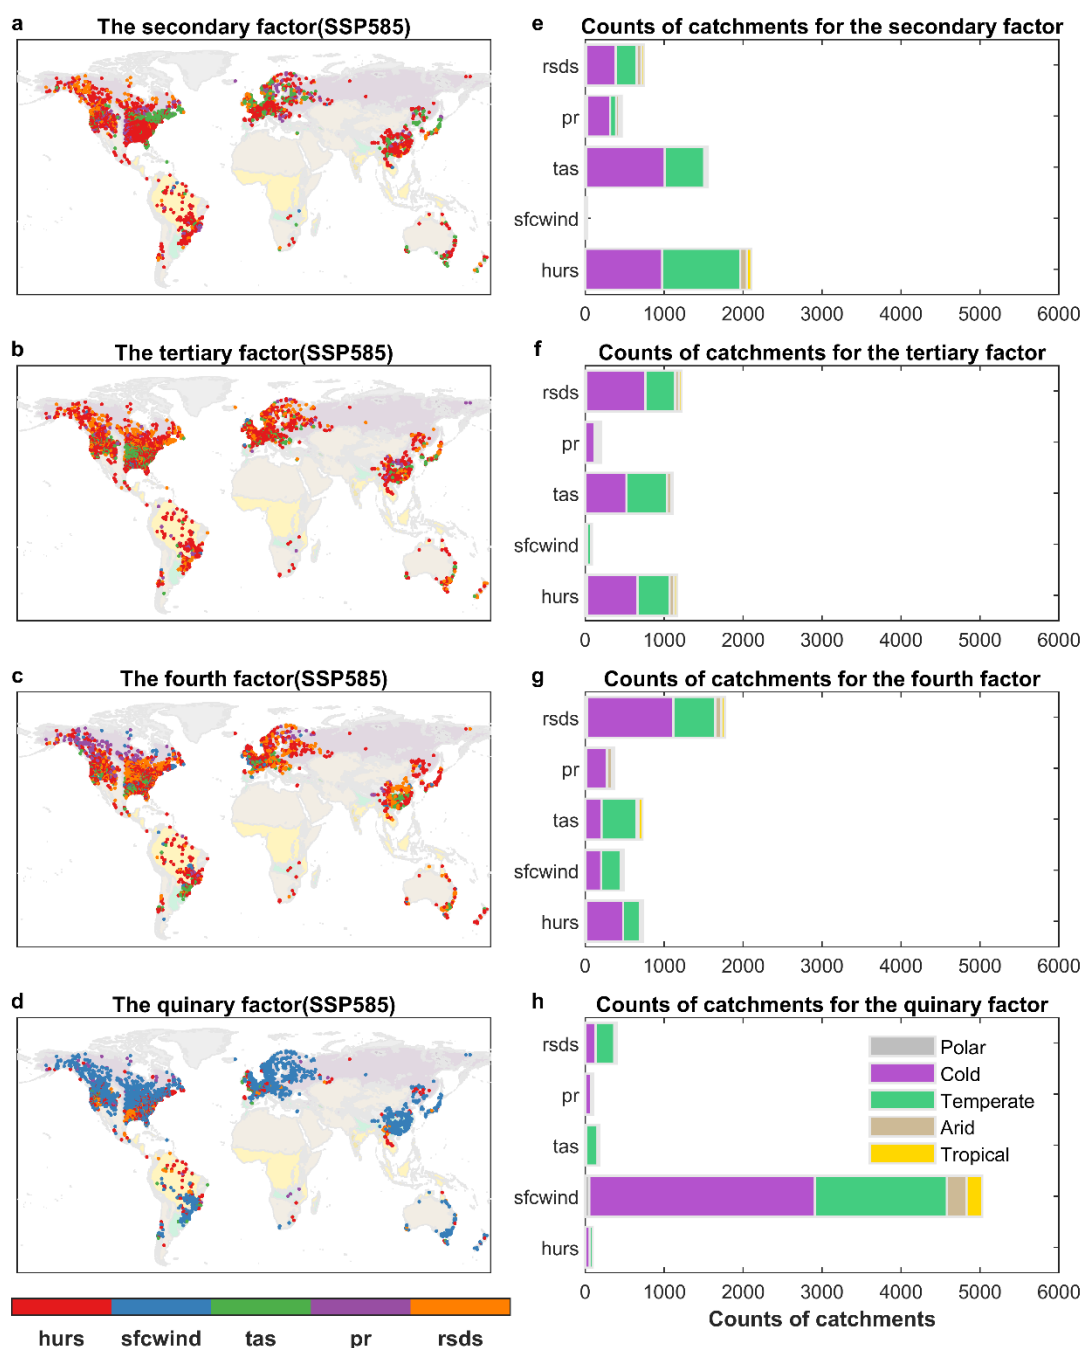 a
The secondary factor(SSP585)
e
Counts of catchments for the secondary factor
rsds
pr
tas
sfcwind
hurs
0 1000 2000 3000 4000 5000 6000
b
The tertiary factor(SSP585)
f
Counts of catchments for the tertiary factor
rsds
pr
tas
sfcwind
hurs
0 1000 2000 3000 4000 5000 6000
c
The fourth factor(SSP585)
g
Counts of catchments for the fourth factor
rsds
pr
tas
sfcwind
hurs
0 1000 2000 3000 4000 5000 6000
d
The quinary factor(SSP585)
h
Counts of catchments for the quinary factor
rsds
pr
tas
sfcwind
hurs
Polar
Cold
Temperate
Arid
Tropical
0 1000 2000 3000 4000 5000 6000
Counts of catchments
hurs sfcwind tas pr rsds